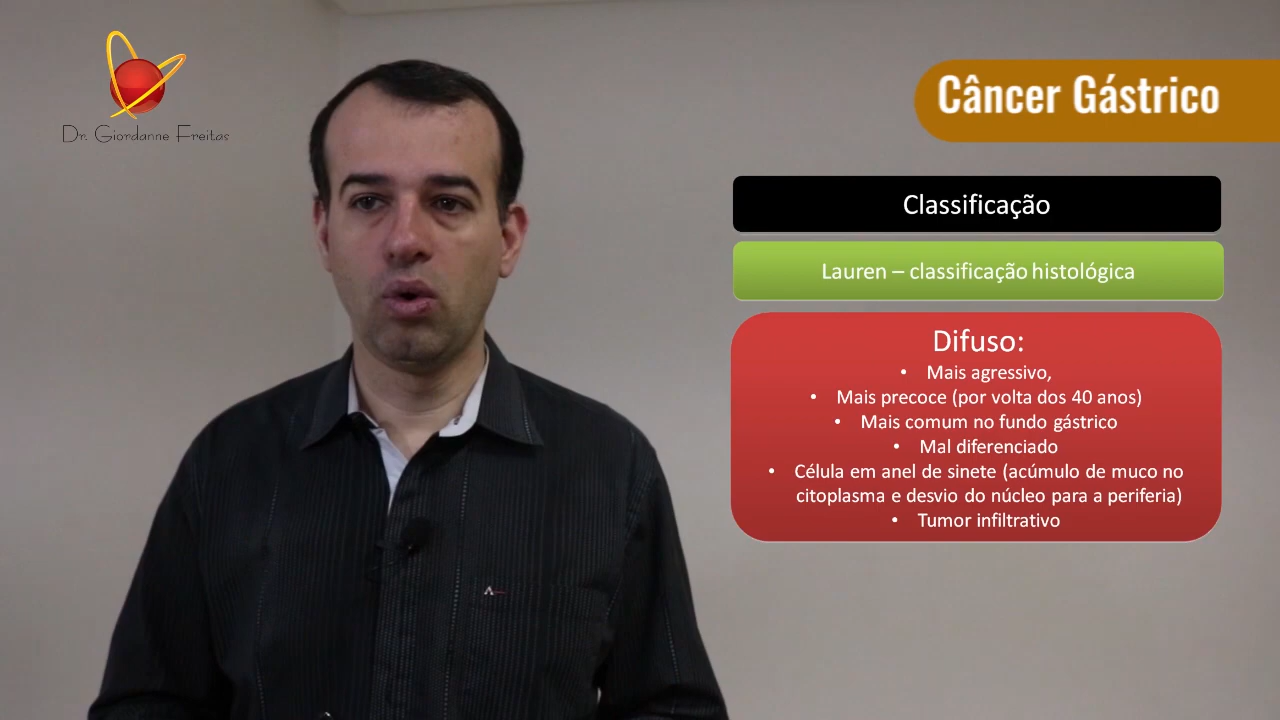 Dr. Giordanne Freitas
Câncer Gástrico
Classificação
Lauren – classificação histológica
Difuso:
• Mais agressivo,
• Mais precoce (por volta dos 40 anos)
• Mais comum no fundo gástrico
• Mal diferenciado
• Célula em anel de sinete (acúmulo de muco no
citoplasma e desvio do núcleo para a periferia)
• Tumor infiltrativo